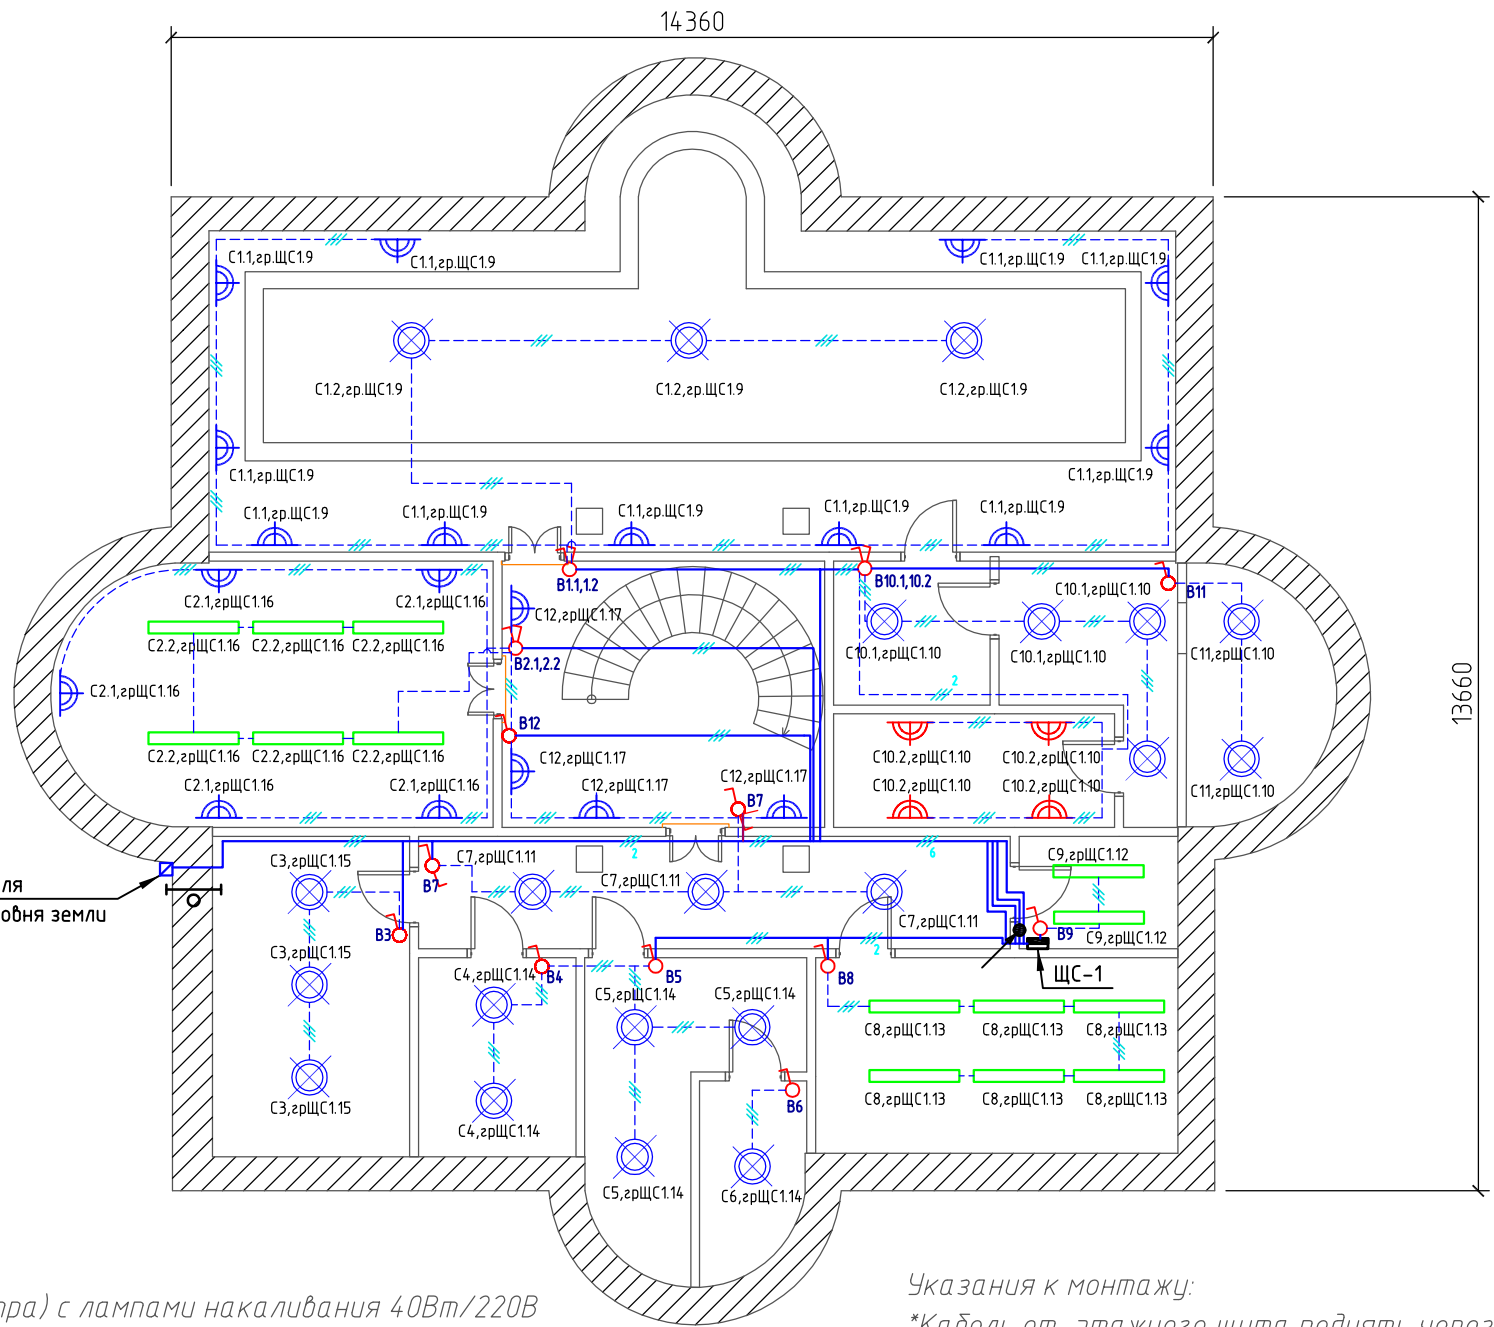 14360
13660
С1.1,гр.ЩС1.9
С1.1,гр.ЩС1.9
С1.1,гр.ЩС1.9
С1.1,гр.ЩС1.9
С1.2,гр.ЩС1.9
С1.2,гр.ЩС1.9
С1.2,гр.ЩС1.9
С1.1,гр.ЩС1.9
С1.1,гр.ЩС1.9
С1.1,гр.ЩС1.9
С1.1,гр.ЩС1.9
С1.1,гр.ЩС1.9
С1.1,гр.ЩС1.9
С1.1,гр.ЩС1.9
В1.1,1.2
В10.1,10.2
В11
С2.1,грЩС1.16
С2.1,грЩС1.16
С12,грЩС1.17
С10.1,грЩС1.10
С2.2,грЩС1.16
С2.2,грЩС1.16
С2.2,грЩС1.16
В2.1,2.2
С10.1,грЩС1.10
С10.1,грЩС1.10
С11,грЩС1.10
2
С2.1,грЩС1.16
В12
С2.2,грЩС1.16
С2.2,грЩС1.16
С2.2,грЩС1.16
С12,грЩС1.17
С10.2,грЩС1.10
С10.2,грЩС1.10
С2.1,грЩС1.16
С2.1,грЩС1.16
С12,грЩС1.17
С12,грЩС1.17
С10.2,грЩС1.10
С10.2,грЩС1.10
С11,грЩС1.10
В7
С3,грЩС1.15
С7,грЩС1.11
2
6
С9,грЩС1.12
ля
В7
С7,грЩС1.11
овня земли
В3
С7,грЩС1.11
В9
С9,грЩС1.12
С3,грЩС1.15
2
С4,грЩС1.14
В4
В5
В8
ЩС-1
С5,грЩС1.14
С5,грЩС1.14
С8,грЩС1.13
С8,грЩС1.13
С8,грЩС1.13
С3,грЩС1.15
В6
С8,грЩС1.13
С8,грЩС1.13
С8,грЩС1.13
С4,грЩС1.14
С5,грЩС1.14
С6,грЩС1.14
Указания к монтажу:
ра) с лампами накаливания 40Вт/220В
*Кабель от этажного щита поднять через